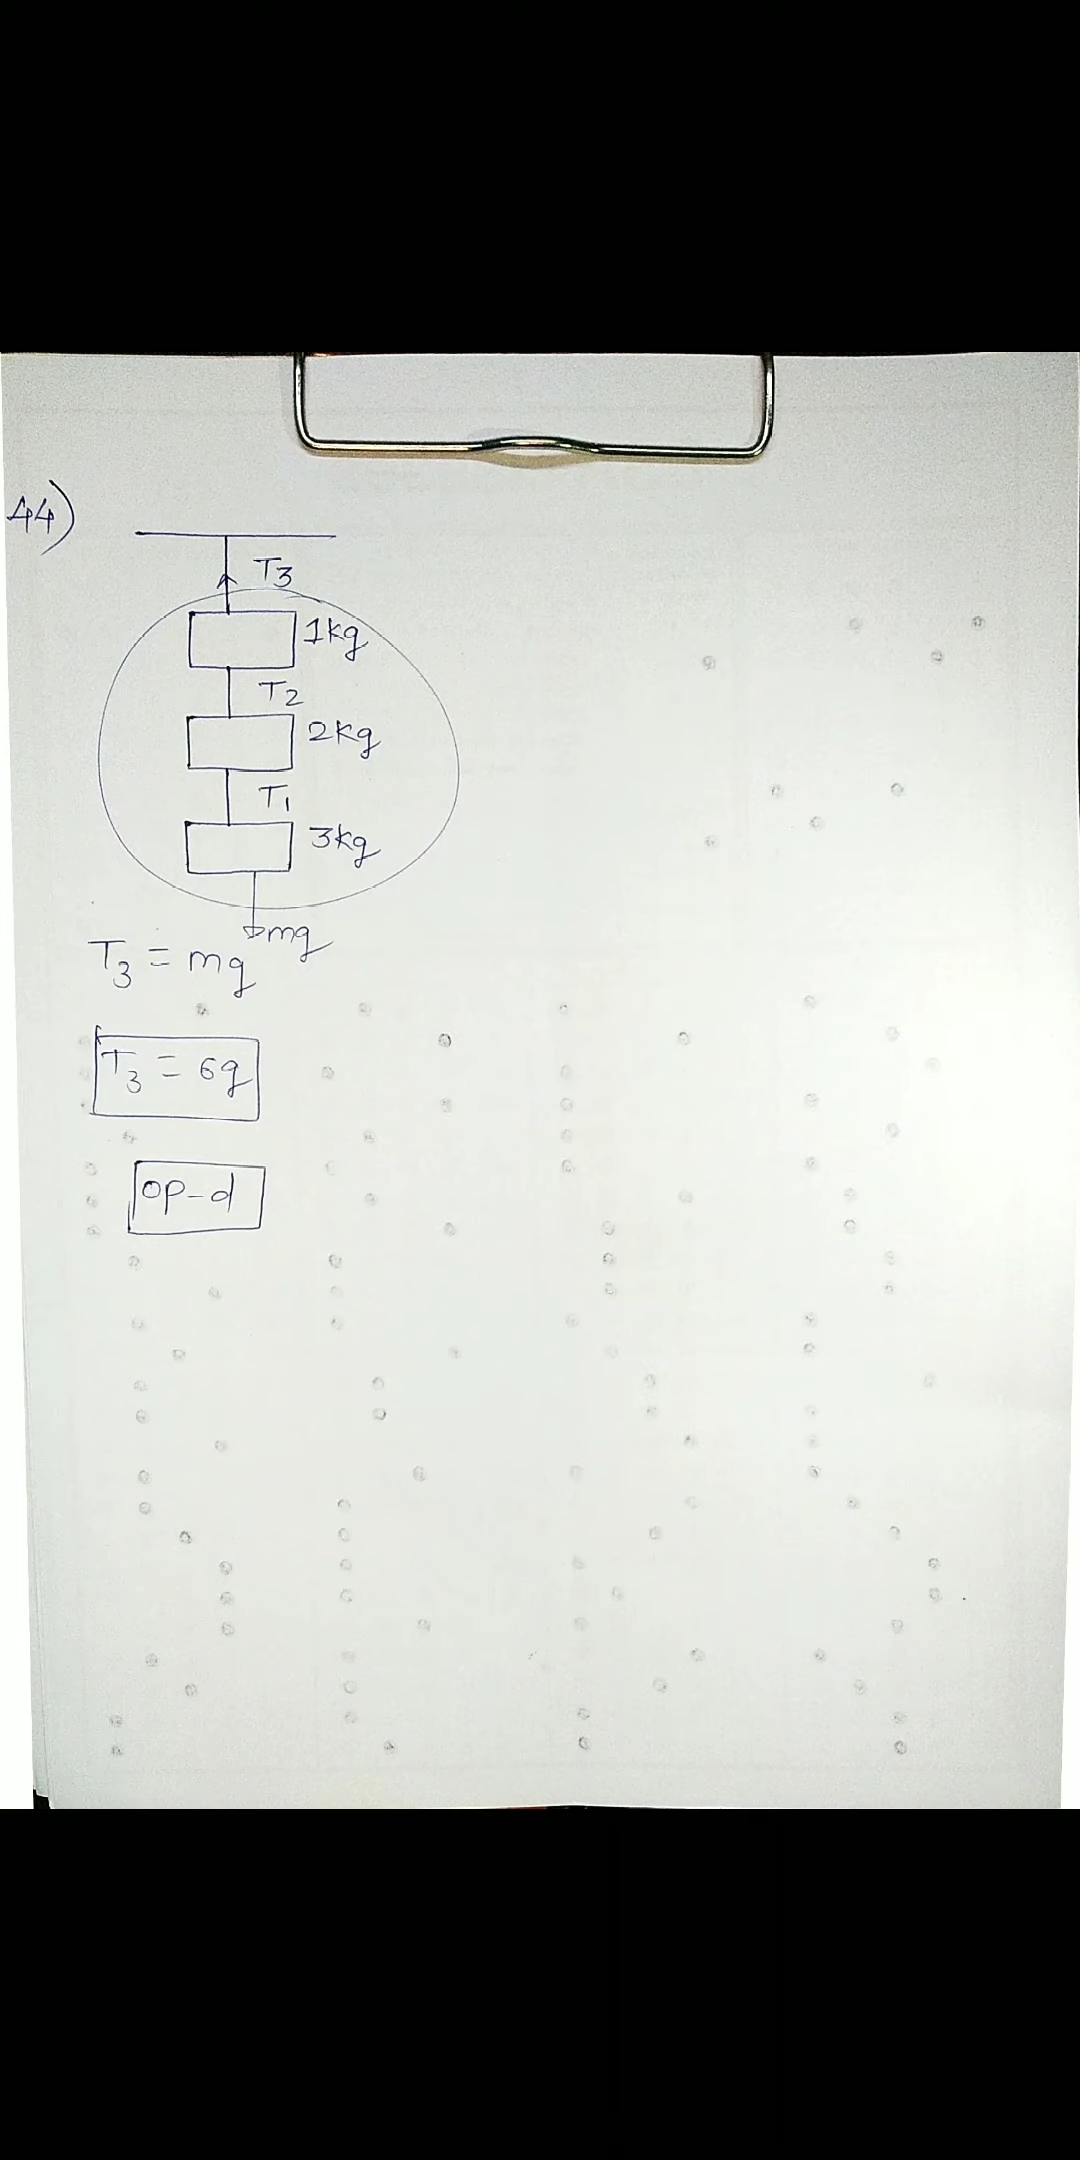 44)
T3
1kg
T2
2kg
T1
3kg
mg
T3 = mg
T3 = 6g
OP-d